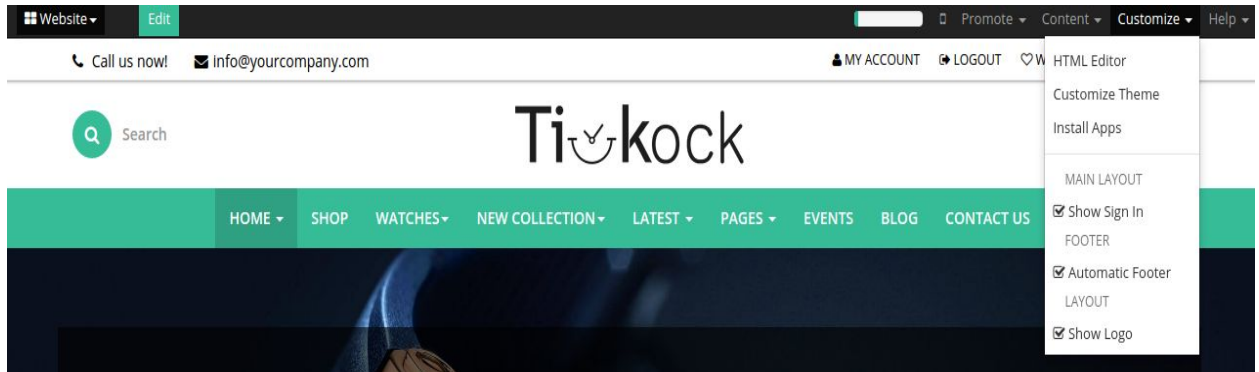 Website Edit Promote Content Customize Help
Call us now! info@yourcompany.com MY ACCOUNT LOGOUT W
HTML Editor
Customize Theme
Install Apps
Search
Tikock
HOME SHOP WATCHES NEW COLLECTION LATEST PAGES EVENTS BLOG CONTACT US
MAIN LAYOUT
Show Sign In
FOOTER
Automatic Footer
LAYOUT
Show Logo